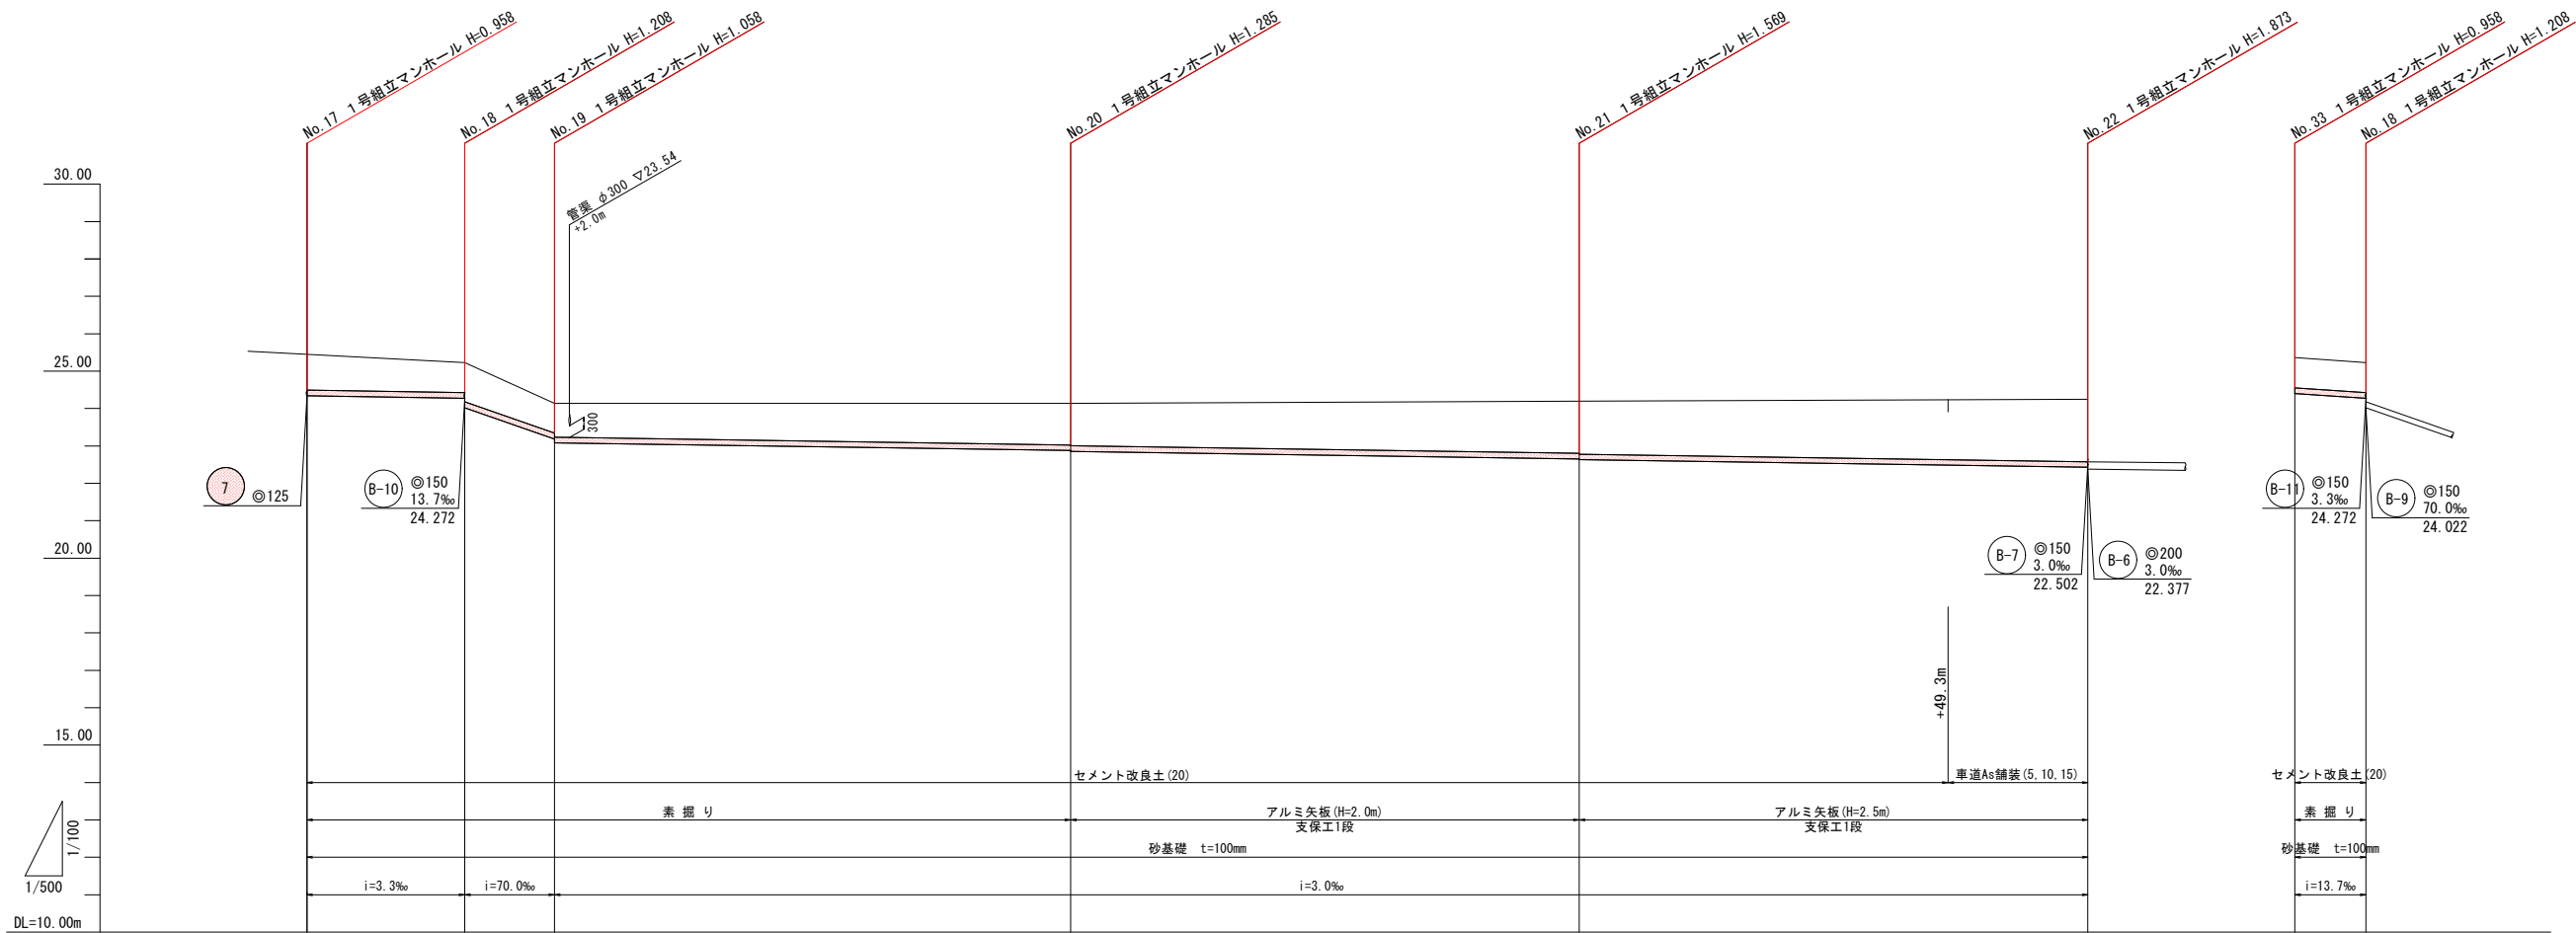 No.17 1号組立マンホール H=0.958
No.18 1号組立マンホール H=1.208
No.19 1号組立マンホール H=1.058
No.20 1号組立マンホール H=1.285
No.21 1号組立マンホール H=1.569
No.22 1号組立マンホール H=1.873
No.33 1号組立マンホール H=0.958
No.18 1号組立マンホール H=1.208
管渠 φ300 ▽23.54
+2.0m
30.00
25.00
20.00
15.00
300
7 ◎125
B-10 ◎150
13.7‰
24.272
B-7 ◎150
3.0‰
22.502
B-6 ◎200
3.0‰
22.377
B-11 ◎150
3.3‰
24.272
B-9 ◎150
70.0‰
24.022
+49.3m
セメント改良土(20)
車道As舗装(5,10,15)
セメント改良土(20)
素 掘 り
アルミ矢板(H=2.0m)
支保工1段
アルミ矢板(H=2.5m)
支保工1段
素 掘 り
砂基礎 t=100mm
砂基礎 t=100mm
i=3.3‰
i=70.0‰
i=3.0‰
i=13.7‰
1/100
1/500
DL=10.00m